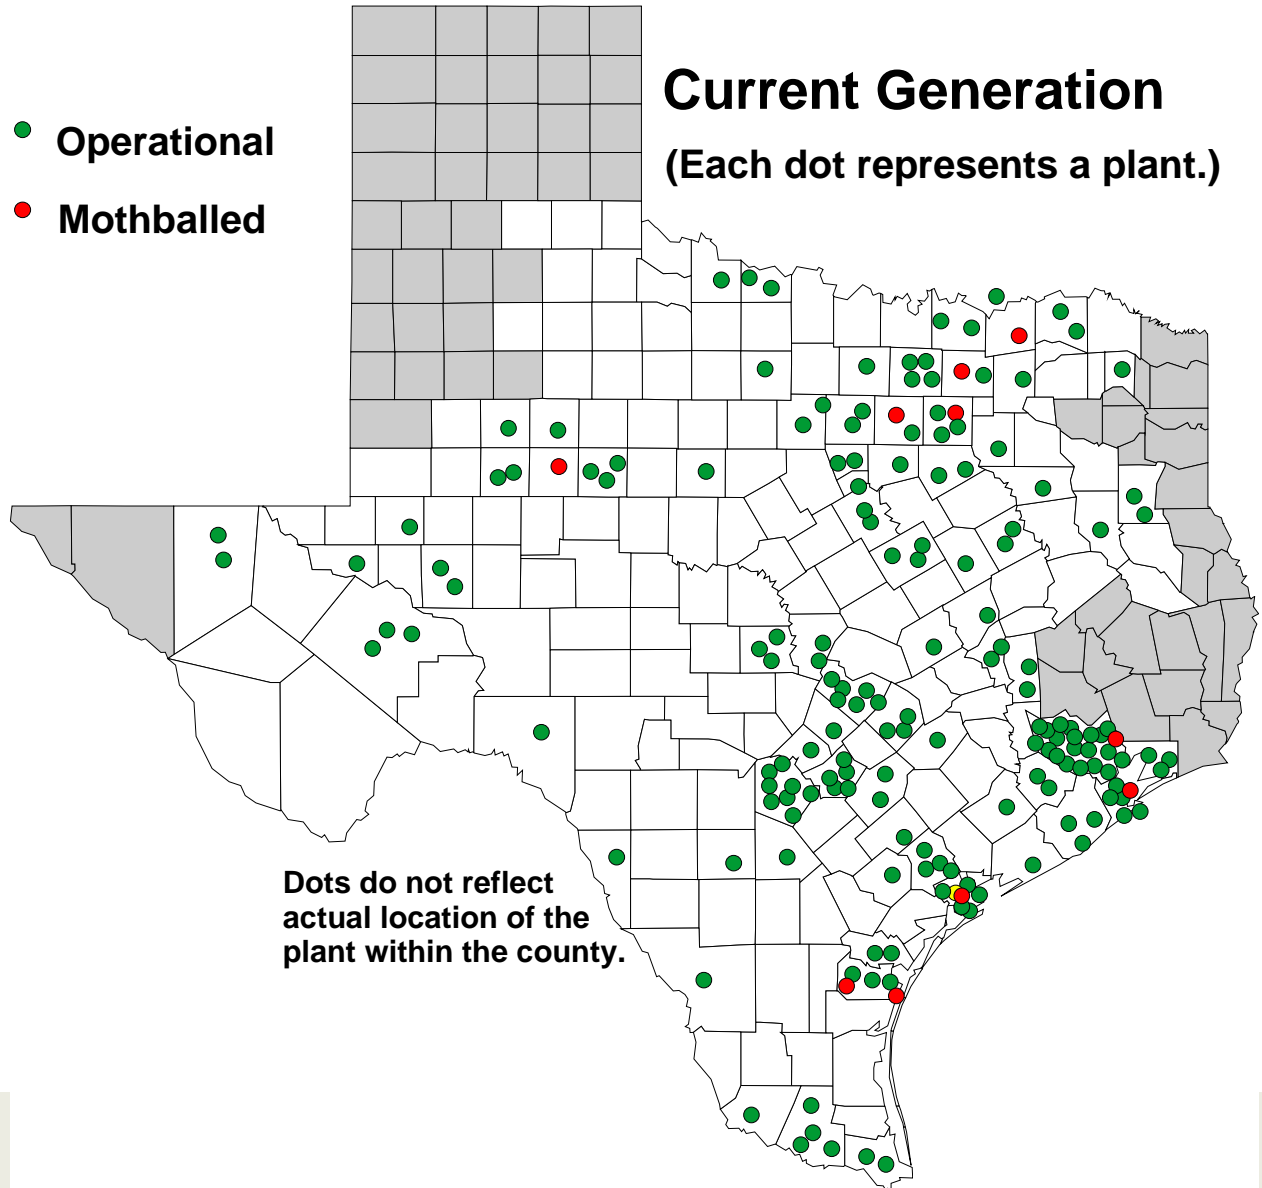 Current Generation
(Each dot represents a plant.)
Operational
Mothballed
Dots do not reflect
actual location of the
plant within the county.